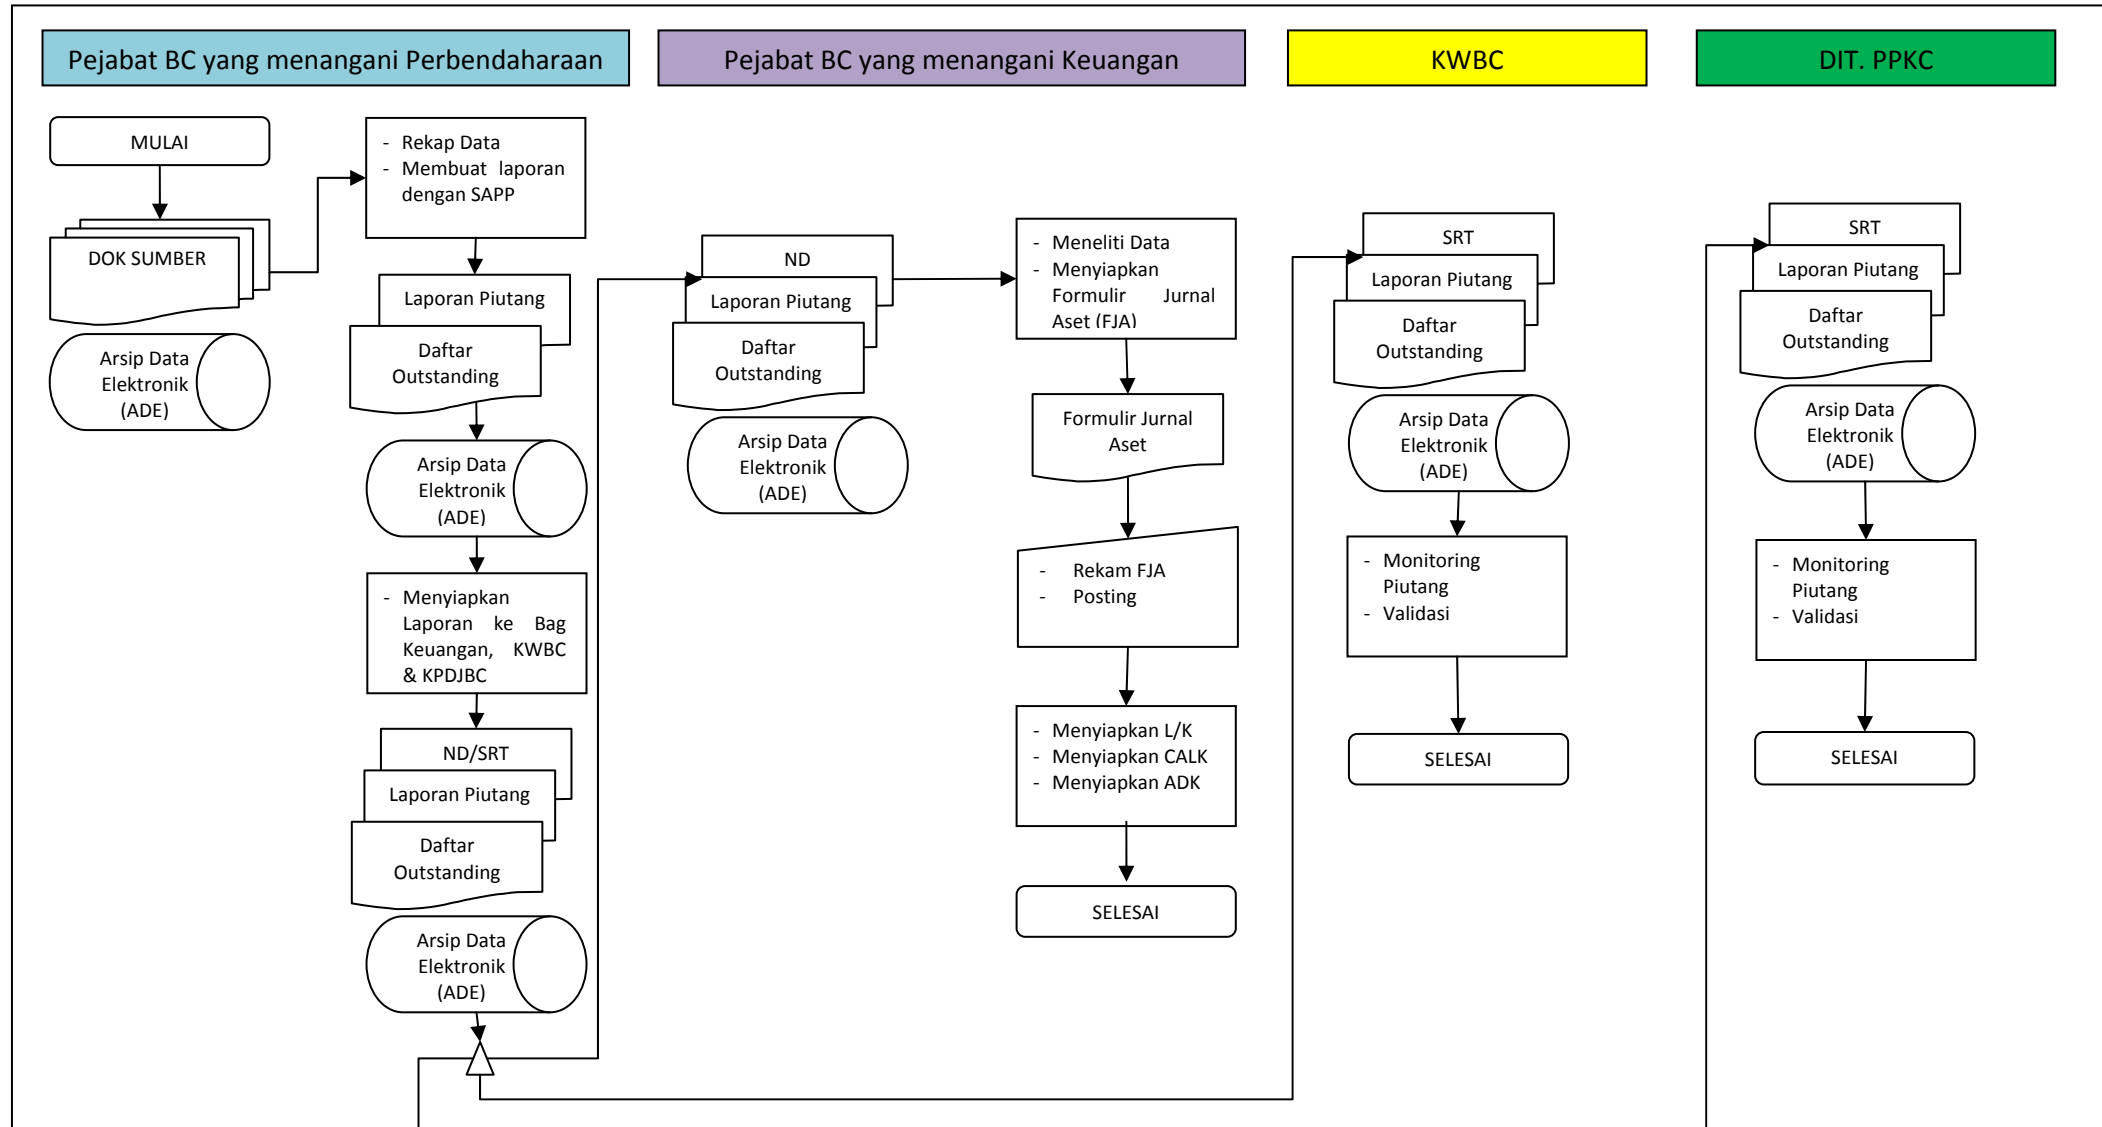 Pejabat BC yang menangani Perbendaharaan
Pejabat BC yang menangani Keuangan
KWBC
DIT. PPKC
MULAI
DOK SUMBER
Arsip Data
Elektronik
(ADE)
- Rekap Data
- Membuat laporan
dengan SAPP
Laporan Piutang
Daftar
Outstanding
Arsip Data
Elektronik
(ADE)
- Menyiapkan
Laporan ke Bag
Keuangan, KWBC
& KPDJBC
ND/SRT
Laporan Piutang
Daftar
Outstanding
Arsip Data
Elektronik
(ADE)
ND
Laporan Piutang
Daftar
Outstanding
Arsip Data
Elektronik
(ADE)
- Meneliti Data
- Menyiapkan
Formulir Jurnal
Aset (FJA)
Formulir Jurnal
Aset
- Rekam FJA
- Posting
- Menyiapkan L/K
- Menyiapkan CALK
- Menyiapkan ADK
SELESAI
SRT
Laporan Piutang
Daftar
Outstanding
Arsip Data
Elektronik
(ADE)
- Monitoring
Piutang
- Validasi
SELESAI
SRT
Laporan Piutang
Daftar
Outstanding
Arsip Data
Elektronik
(ADE)
- Monitoring
Piutang
- Validasi
SELESAI